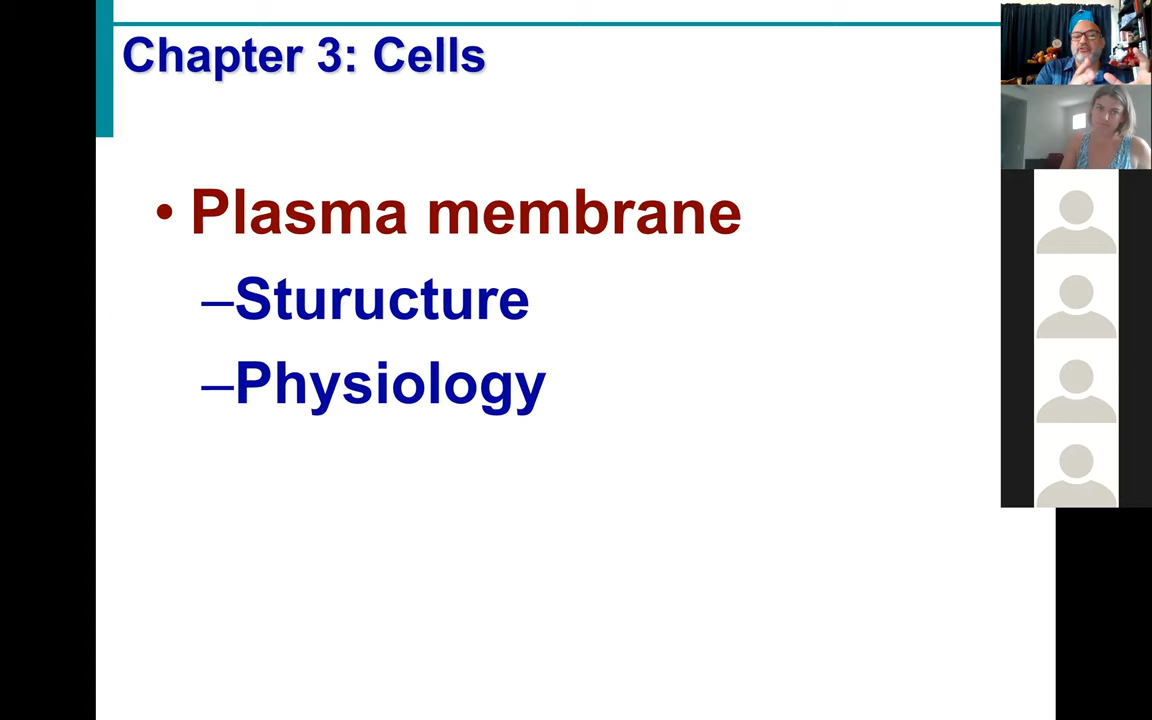 Chapter 3: Cells
• Plasma membrane
–Sturucture
–Physiology